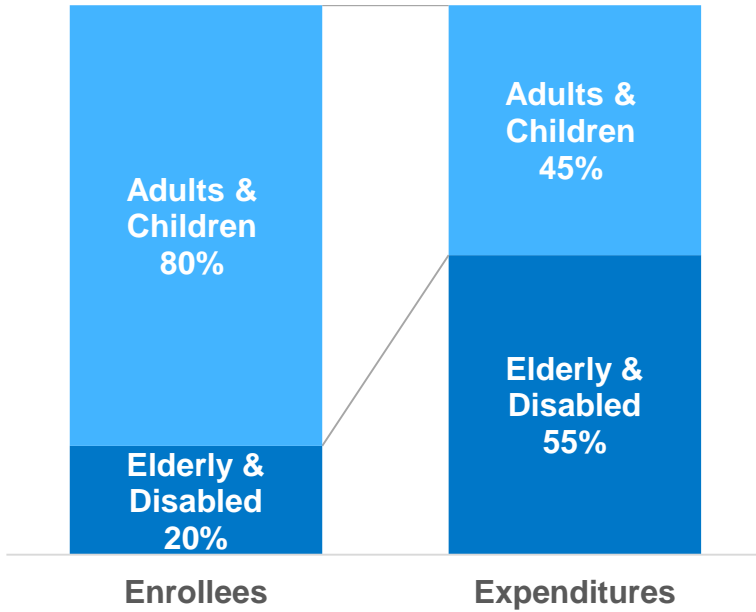 Adults &
Children
80%
Elderly &
Disabled
20%
Adults &
Children
45%
Elderly &
Disabled
55%
Enrollees
Expenditures